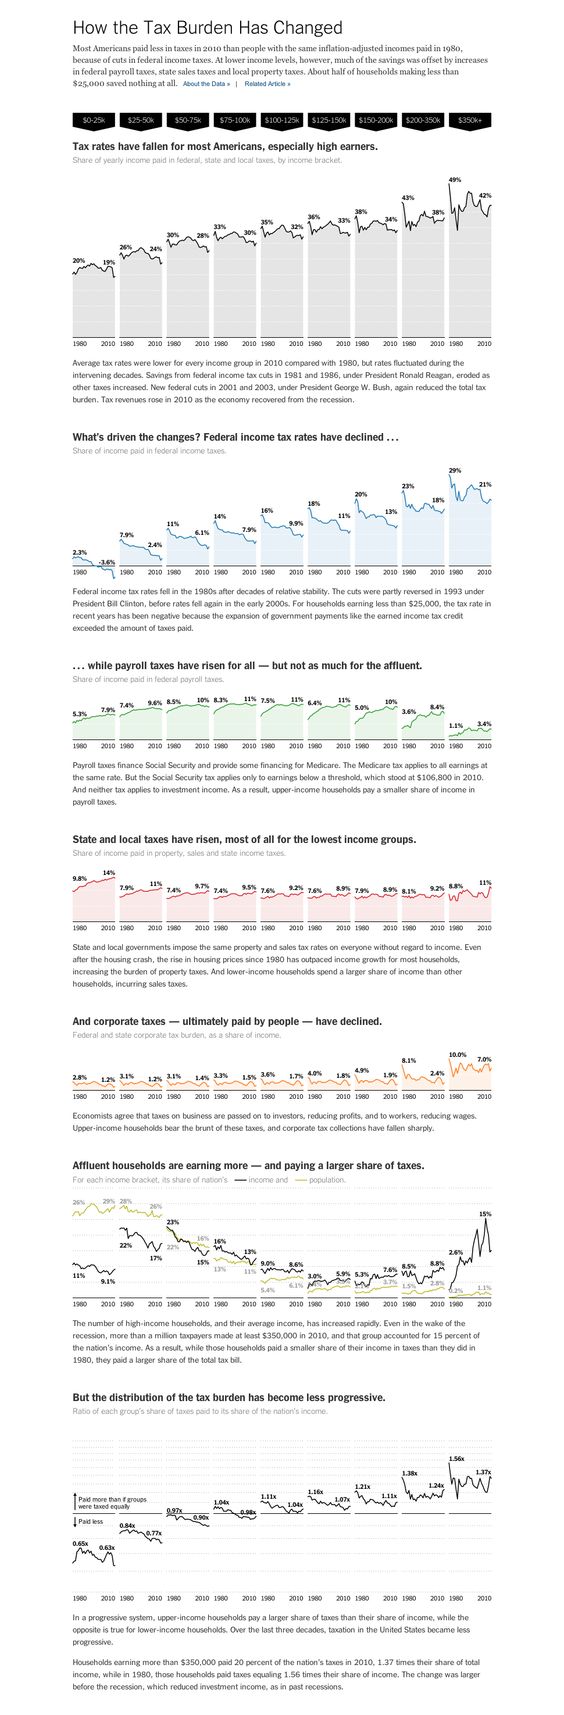 How the Tax Burden Has Changed
Most Americans paid less in taxes in 2010 than people with the same inflation-adjusted incomes paid in 1980,
because of cuts in federal income taxes. At lower income levels, however, much of the savings was offset by increases
in federal payroll taxes, state sales taxes and local property taxes. About half of households making less than
$25,000 saved nothing at all. About the Data » | Related Article »
$0-25k $25-50k $50-75k $75-100k $100-125k $125-150k $150-200k $200-350k $350k+
Tax rates have fallen for most Americans, especially high earners.
Share of yearly income paid in federal, state and local taxes, by income bracket.
20% 19% 26% 24% 30% 28% 33% 30% 35% 32% 36% 33% 38% 34% 43% 38% 49% 42%
1980 2010 1980 2010 1980 2010 1980 2010 1980 2010 1980 2010 1980 2010 1980 2010 1980 2010
Average tax rates were lower for every income group in 2010 compared with 1980, but rates fluctuated during the
intervening decades. Savings from federal income tax cuts in 1981 and 1986, under President Ronald Reagan, eroded as
other taxes increased. New federal cuts in 2001 and 2003, under President George W. Bush, again reduced the total tax
burden. Tax revenues rose in 2010 as the economy recovered from the recession.
What's driven the changes? Federal income tax rates have declined . . .
Share of income paid in federal income taxes.
2.3% -3.6% 7.9% 2.4% 11% 6.1% 14% 7.9% 16% 9.9% 18% 11% 20% 13% 23% 18% 29% 21%
1980 2010 1980 2010 1980 2010 1980 2010 1980 2010 1980 2010 1980 2010 1980 2010 1980 2010
Federal income tax rates fell in the 1980s after decades of relative stability. The cuts were partly reversed in 1993 under
President Bill Clinton, before rates fell again in the early 2000s. For households earning less than $25,000, the tax rate in
recent years has been negative because the expansion of government payments like the earned income tax credit
exceeded the amount of taxes paid.
. . . while payroll taxes have risen for all — but not as much for the affluent.
Share of income paid in federal payroll taxes.
5.3% 7.9% 7.4% 9.6% 8.5% 10% 8.3% 11% 7.5% 11% 6.4% 11% 5.0% 10% 3.6% 8.4% 1.1% 3.4%
1980 2010 1980 2010 1980 2010 1980 2010 1980 2010 1980 2010 1980 2010 1980 2010 1980 2010
Payroll taxes finance Social Security and provide some financing for Medicare. The Medicare tax applies to all earnings at
the same rate. But the Social Security tax applies only to earnings below a threshold, which stood at $106,800 in 2010.
And neither tax applies to investment income. As a result, upper-income households pay a smaller share of income in
payroll taxes.
State and local taxes have risen, most of all for the lowest income groups.
Share of income paid in property, sales and state income taxes.
9.8% 14% 7.9% 11% 7.4% 9.7% 7.4% 9.5% 7.6% 9.2% 7.6% 8.9% 7.9% 8.9% 8.1% 9.2% 8.8% 11%
1980 2010 1980 2010 1980 2010 1980 2010 1980 2010 1980 2010 1980 2010 1980 2010 1980 2010
State and local governments impose the same property and sales tax rates on everyone without regard to income. Even
after the housing crash, the rise in housing prices since 1980 has outpaced income growth for most households,
increasing the burden of property taxes. And lower-income households spend a larger share of income than other
households, incurring sales taxes.
And corporate taxes — ultimately paid by people — have declined.
Federal and state corporate tax burden, as a share of income.
2.8% 1.2% 3.1% 1.2% 3.1% 1.4% 3.3% 1.5% 3.6% 1.7% 4.0% 1.8% 4.9% 1.9% 8.1% 2.4% 10.0% 7.0%
1980 2010 1980 2010 1980 2010 1980 2010 1980 2010 1980 2010 1980 2010 1980 2010 1980 2010
Economists agree that taxes on business are passed on to investors, reducing profits, and to workers, reducing wages.
Upper-income households bear the brunt of these taxes, and corporate tax collections have fallen sharply.
Affluent households are earning more — and paying a larger share of taxes.
For each income bracket, its share of nation's income and population.
26% 29% 28% 26% 23% 16% 16% 13% 9.0% 8.6% 3.0% 5.9% 5.3% 7.6% 8.5% 8.8% 2.6% 15%
11% 9.1% 22% 17% 22% 15% 13% 11% 5.4% 6.1% 3.7% 1.5% 2.8% 0.2% 1.1%
1980 2010 1980 2010 1980 2010 1980 2010 1980 2010 1980 2010 1980 2010 1980 2010 1980 2010
The number of high-income households, and their average income, has increased rapidly. Even in the wake of the
recession, more than a million taxpayers made at least $350,000 in 2010, and that group accounted for 15 percent of
the nation's income. As a result, while those households paid a smaller share of their income in taxes than they did in
1980, they paid a larger share of the total tax bill.
But the distribution of the tax burden has become less progressive.
Ratio of each group's share of taxes paid to its share of the nation's income.
Paid more than if groups
were taxed equally
Paid less
0.65x 0.63x 0.84x 0.77x 0.97x 0.90x 1.04x 0.98x 1.11x 1.04x 1.16x 1.07x 1.21x 1.11x 1.38x 1.24x 1.56x 1.37x
1980 2010 1980 2010 1980 2010 1980 2010 1980 2010 1980 2010 1980 2010 1980 2010 1980 2010
In a progressive system, upper-income households pay a larger share of taxes than their share of income, while the
opposite is true for lower-income households. Over the last three decades, taxation in the United States became less
progressive.
Households earning more than $350,000 paid 20 percent of the nation's taxes in 2010, 1.37 times their share of total
income, while in 1980, those households paid taxes equaling 1.56 times their share of income. The change was larger
before the recession, which reduced investment income, as in past recessions.